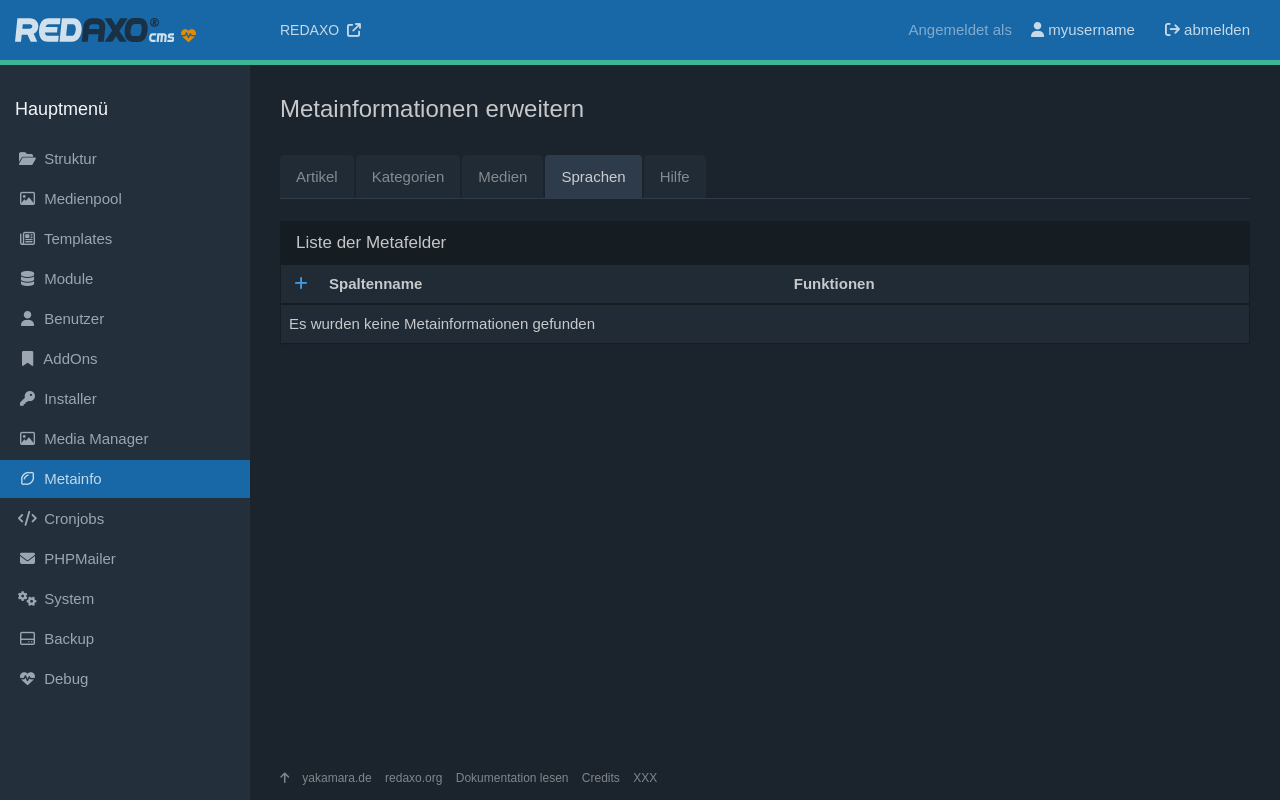 REDAXO® cms
REDAXO
Angemeldet als myusername abmelden
Hauptmenü
Struktur
Medienpool
Templates
Module
Benutzer
AddOns
Installer
Media Manager
Metainfo
Cronjobs
PHPMailer
System
Backup
Debug
Metainformationen erweitern
Artikel Kategorien Medien Sprachen Hilfe
Liste der Metafelder
Spaltenname Funktionen
Es wurden keine Metainformationen gefunden
yakamara.de redaxo.org Dokumentation lesen Credits XXX